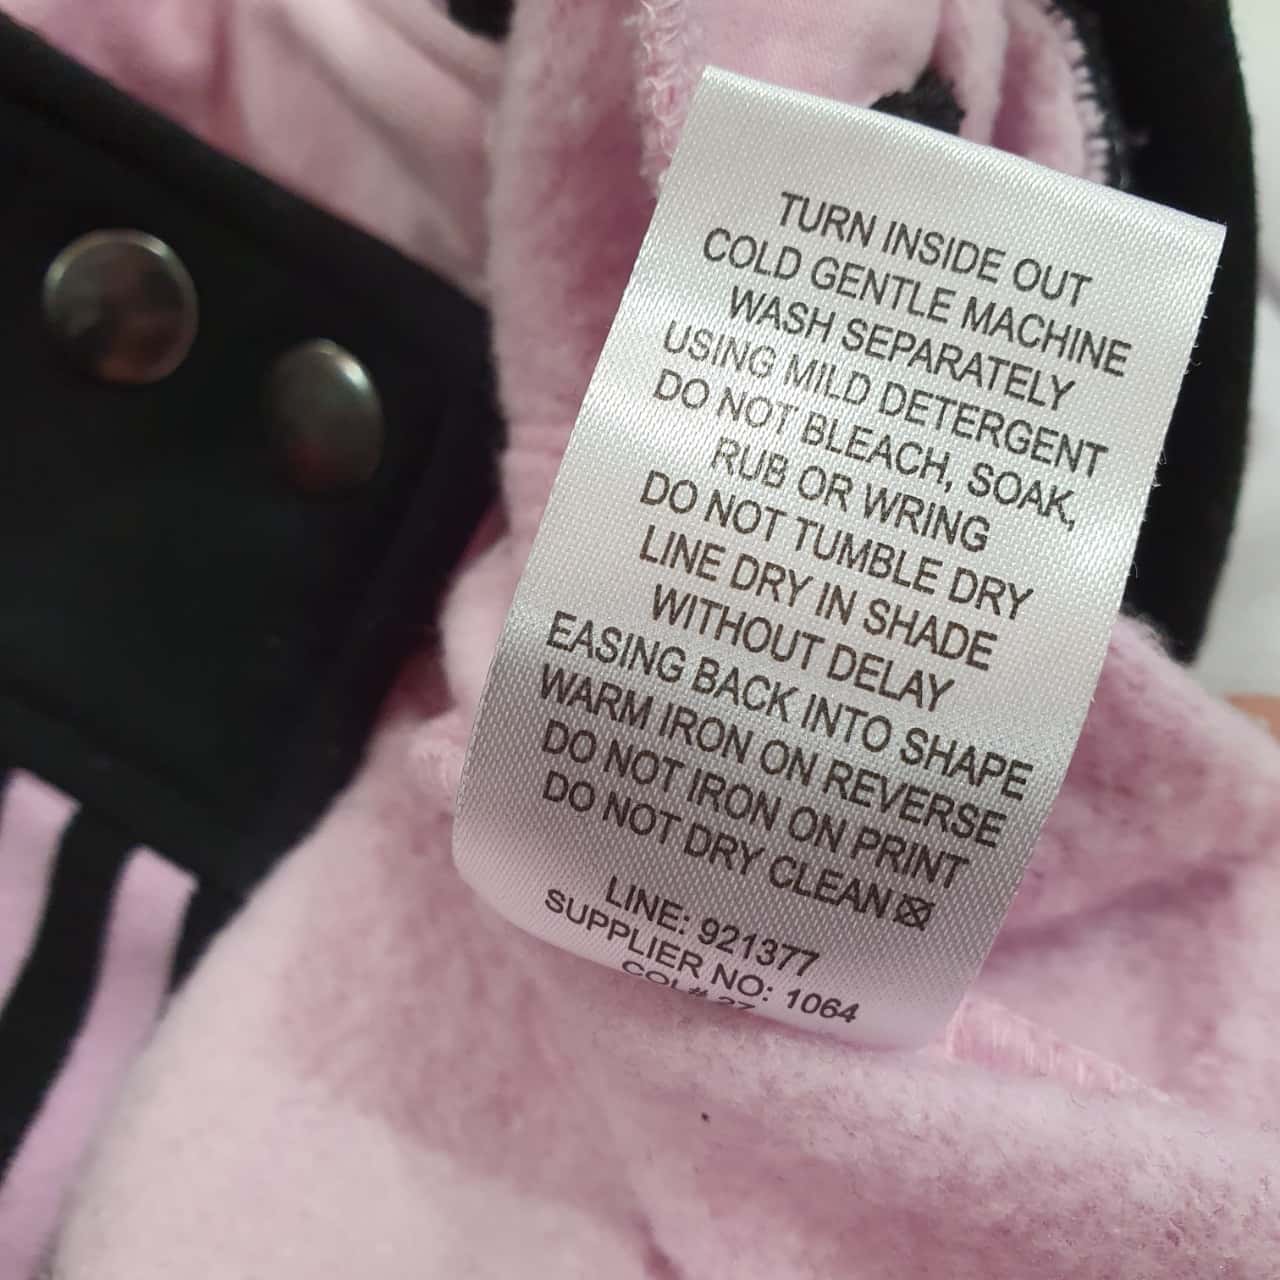 TURN INSIDE OUT
COLD GENTLE MACHINE
WASH SEPARATELY
USING MILD DETERGENT
DO NOT BLEACH, SOAK,
RUB OR WRING
DO NOT TUMBLE DRY
LINE DRY IN SHADE
WITHOUT DELAY
EASING BACK INTO SHAPE
WARM IRON ON REVERSE
DO NOT IRON ON PRINT
DO NOT DRY CLEAN
LINE: 921377
SUPPLIER NO: 1064